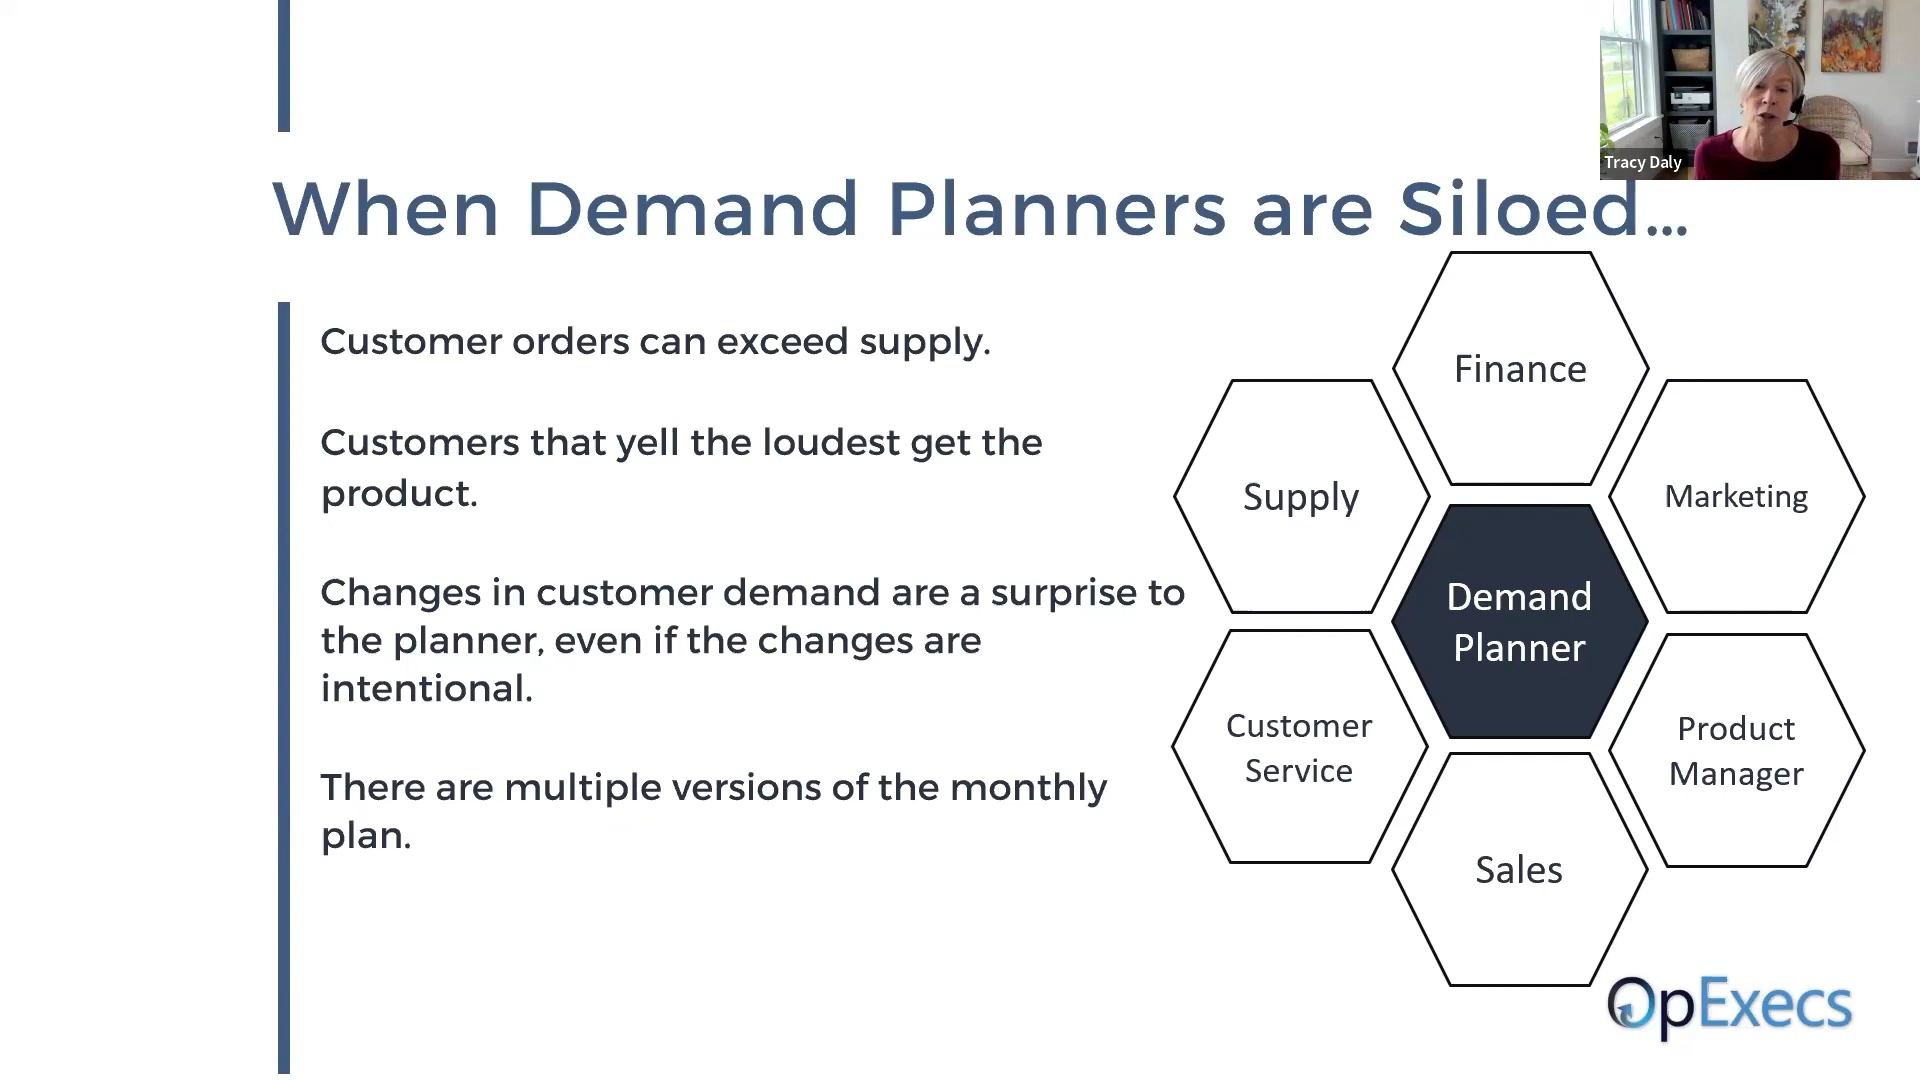 Tracy Daly
When Demand Planners are Siloed...
Customer orders can exceed supply.
Customers that yell the loudest get the
product.
Changes in customer demand are a surprise to
the planner, even if the changes are
intentional.
There are multiple versions of the monthly
plan.
Finance
Supply
Marketing
Demand
Planner
Customer
Service
Product
Manager
Sales
OpExecs